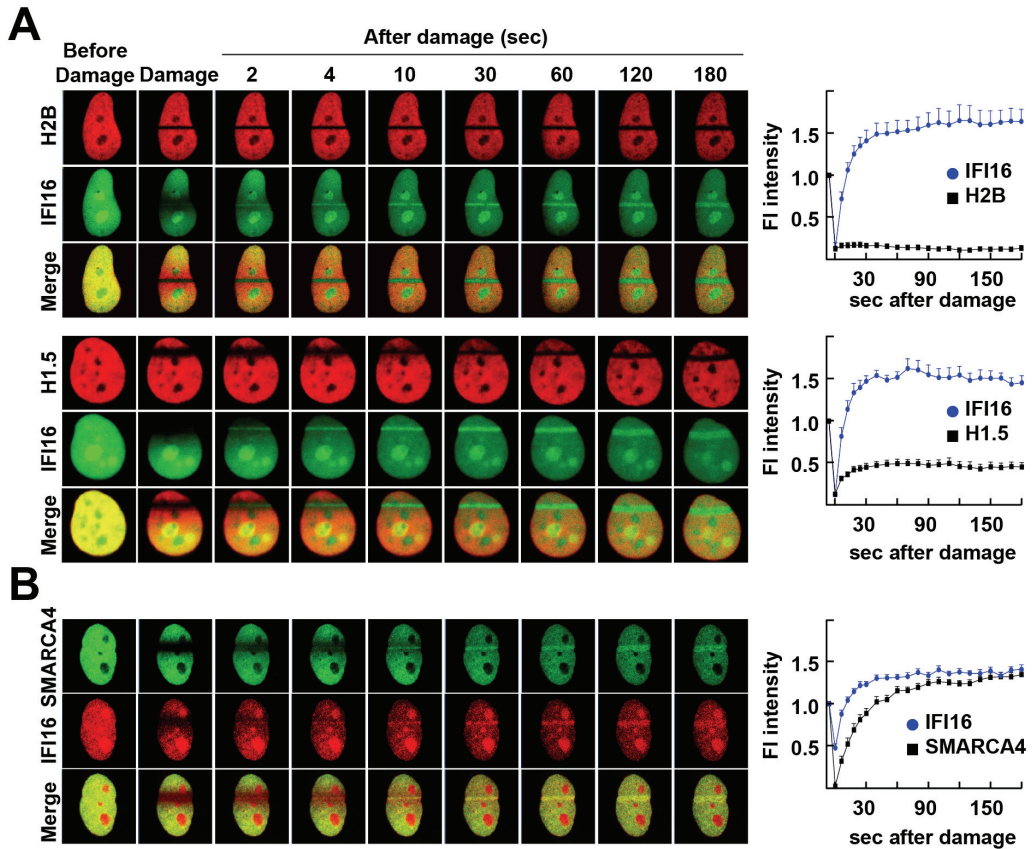 A
After damage (sec)
Before
Damage Damage 2 4 10 30 60 120 180
H2B
IFI16
Merge
FI intensity
1.5
1.0
0.5
IFI16
H2B
30 90 150
sec after damage
H1.5
IFI16
Merge
FI intensity
1.5
1.0
0.5
IFI16
H1.5
30 90 150
sec after damage
B
SMARCA4
IFI16
Merge
FI intensity
1.5
1.0
0.5
IFI16
SMARCA4
30 90 150
sec after damage